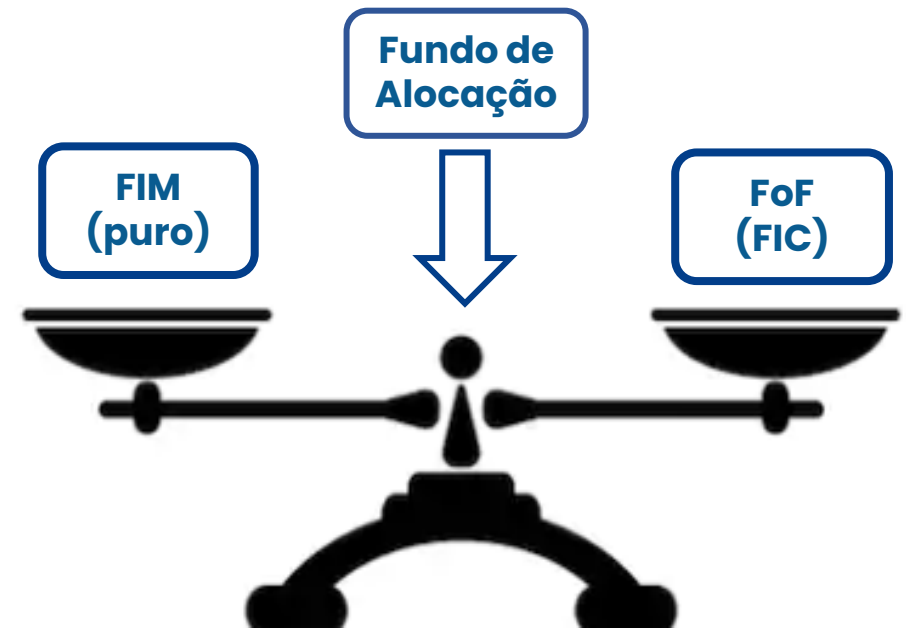 Fundo de
Alocação
FIM
(puro)
FoF
(FIC)